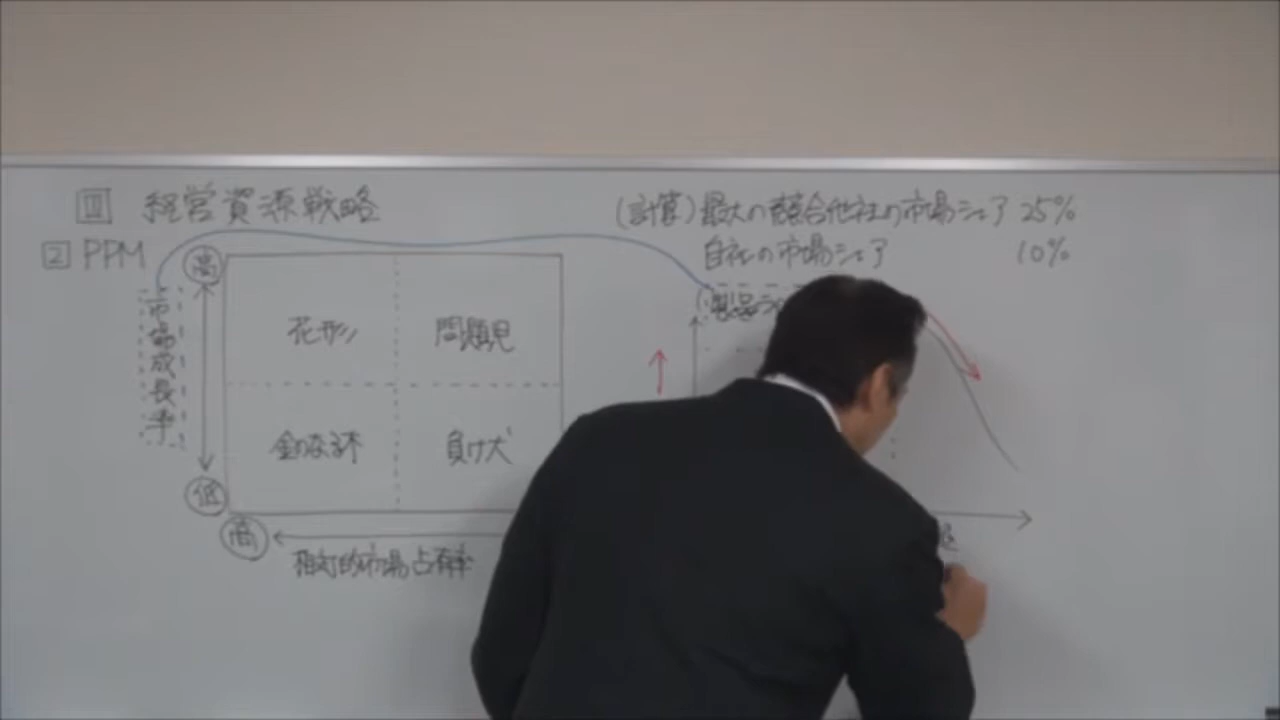 Ⅲ 経営資源戦略
2 PPM
市場成長率
高
花形 問題児
金のなる木 負け犬
低
高
相対的市場占有率
(計算)最大の競合他社の市場シェア 25%
自社の市場シェア 10%
製品
退